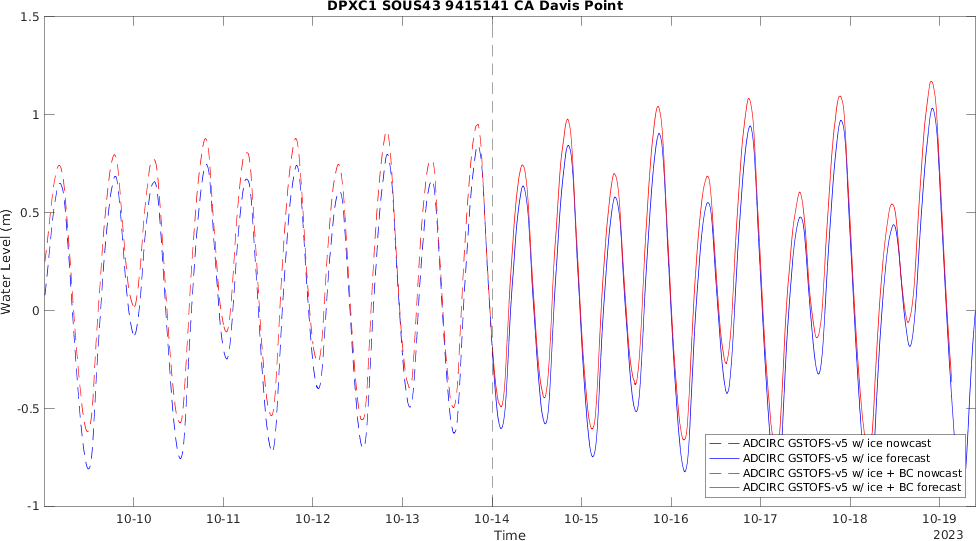 DPXC1 SOUS43 9415141 CA Davis Point
1.5
1
0.5
0
-0.5
-1
Water Level (m)
10-10
10-11
10-12
10-13
10-14
10-15
10-16
10-17
10-18
10-19
Time
2023
ADCIRC GSTOFS-v5 w/ ice nowcast
ADCIRC GSTOFS-v5 w/ ice forecast
ADCIRC GSTOFS-v5 w/ ice + BC nowcast
ADCIRC GSTOFS-v5 w/ ice + BC forecast